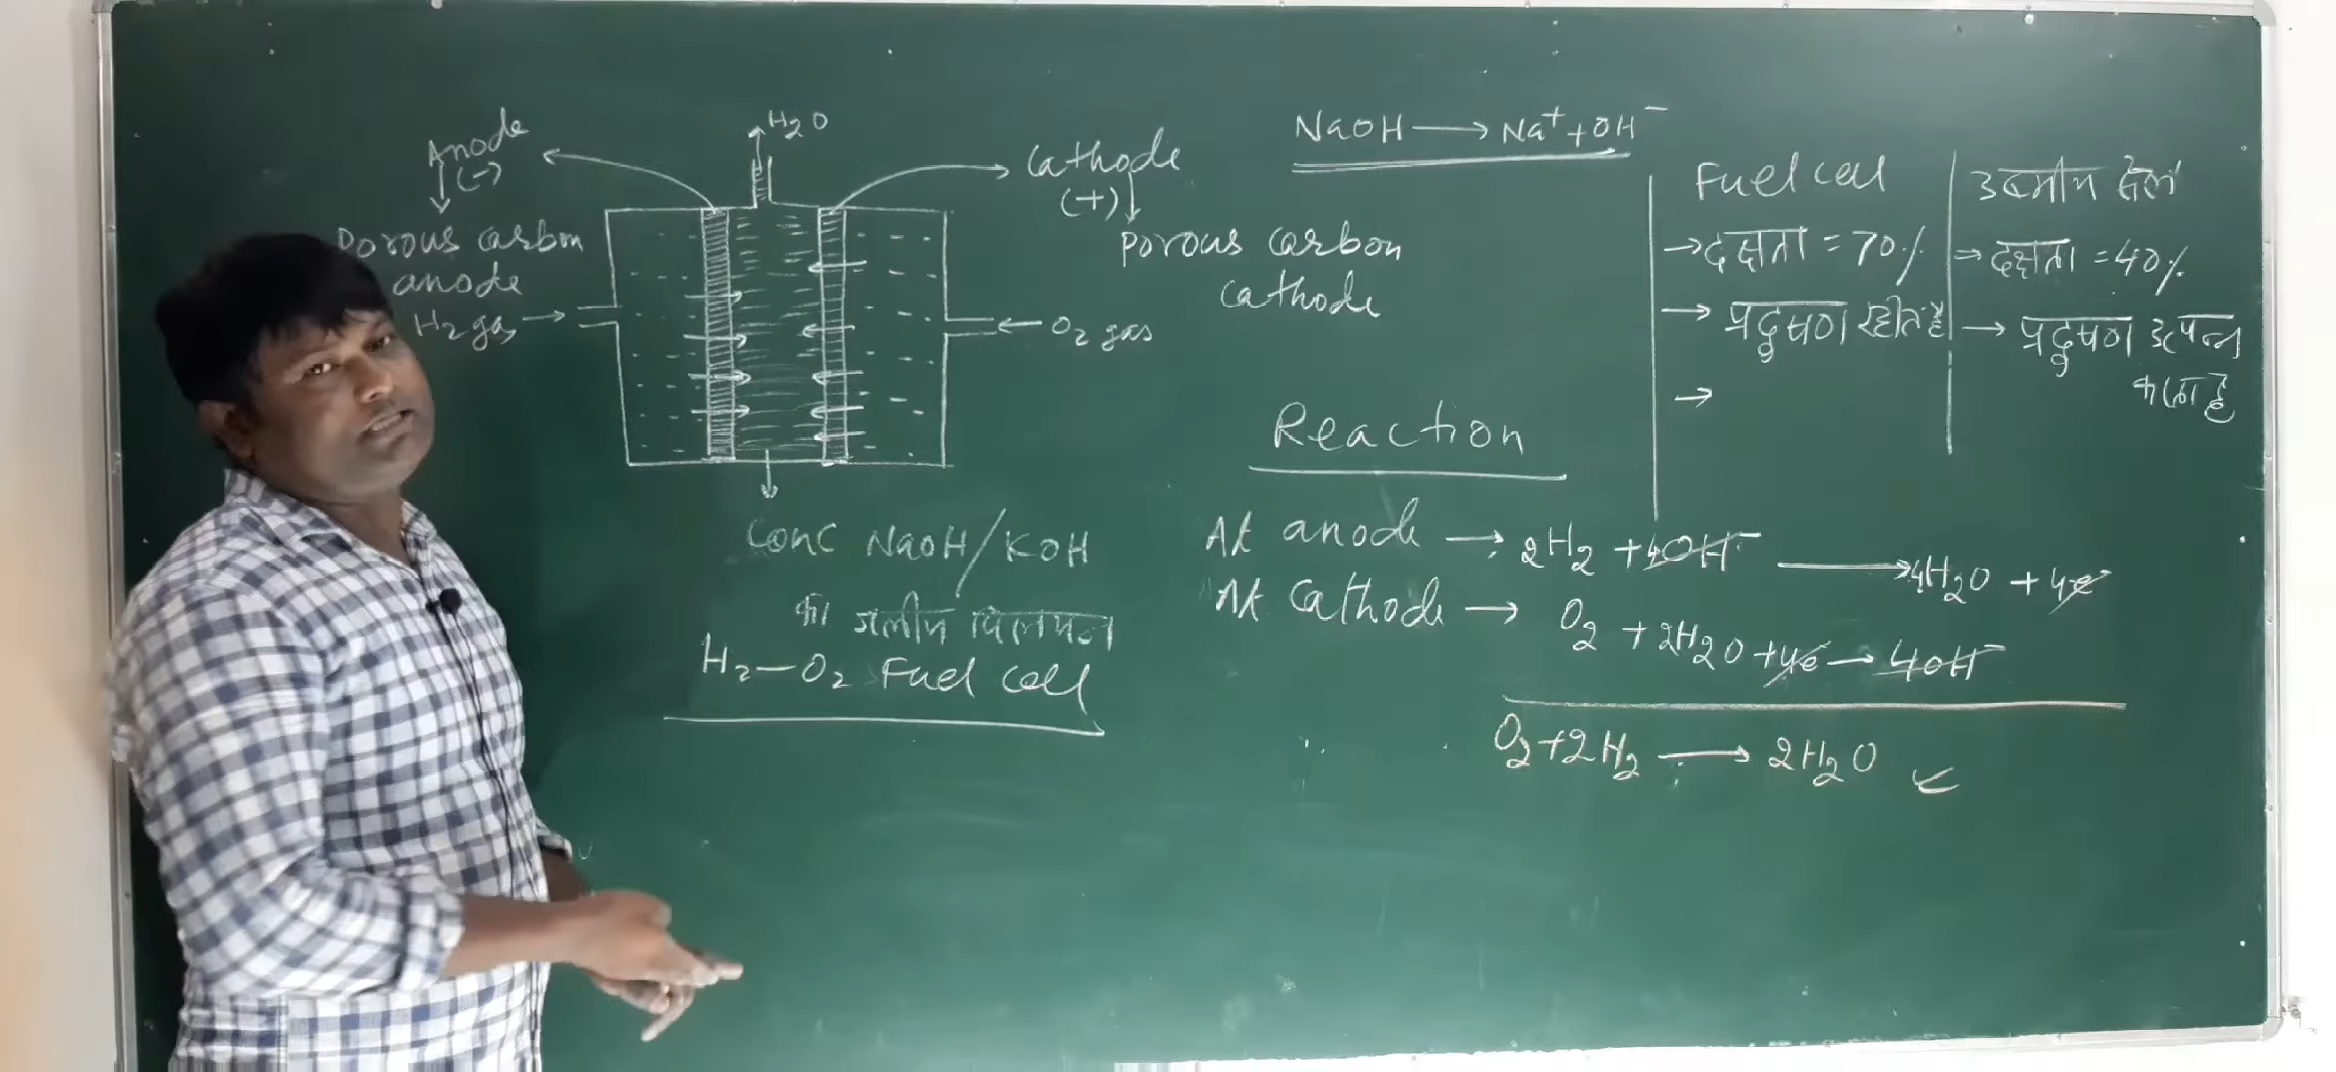 H₂O
Anode
(-)
Porous carbon
anode
H₂ gas
Cathode
(+)
Porous carbon
cathode
O₂ gas
Conc NaOH/KOH
का जलीय विलयन
H₂-O₂ Fuel cell
NaOH → Na⁺ + OH⁻
Fuel cell
→ दक्षता = 70%
→ प्रदुषण रहीत है
→
उष्मीय सेल
→ दक्षता = 40%
→ प्रदुषण उत्पन्न
करता है
Reaction
At anode → 2H₂ + 4OH⁻ → 4H₂O + 4e
At Cathode → O₂ + 2H₂O + 4e → 4OH⁻
O₂ + 2H₂ → 2H₂O